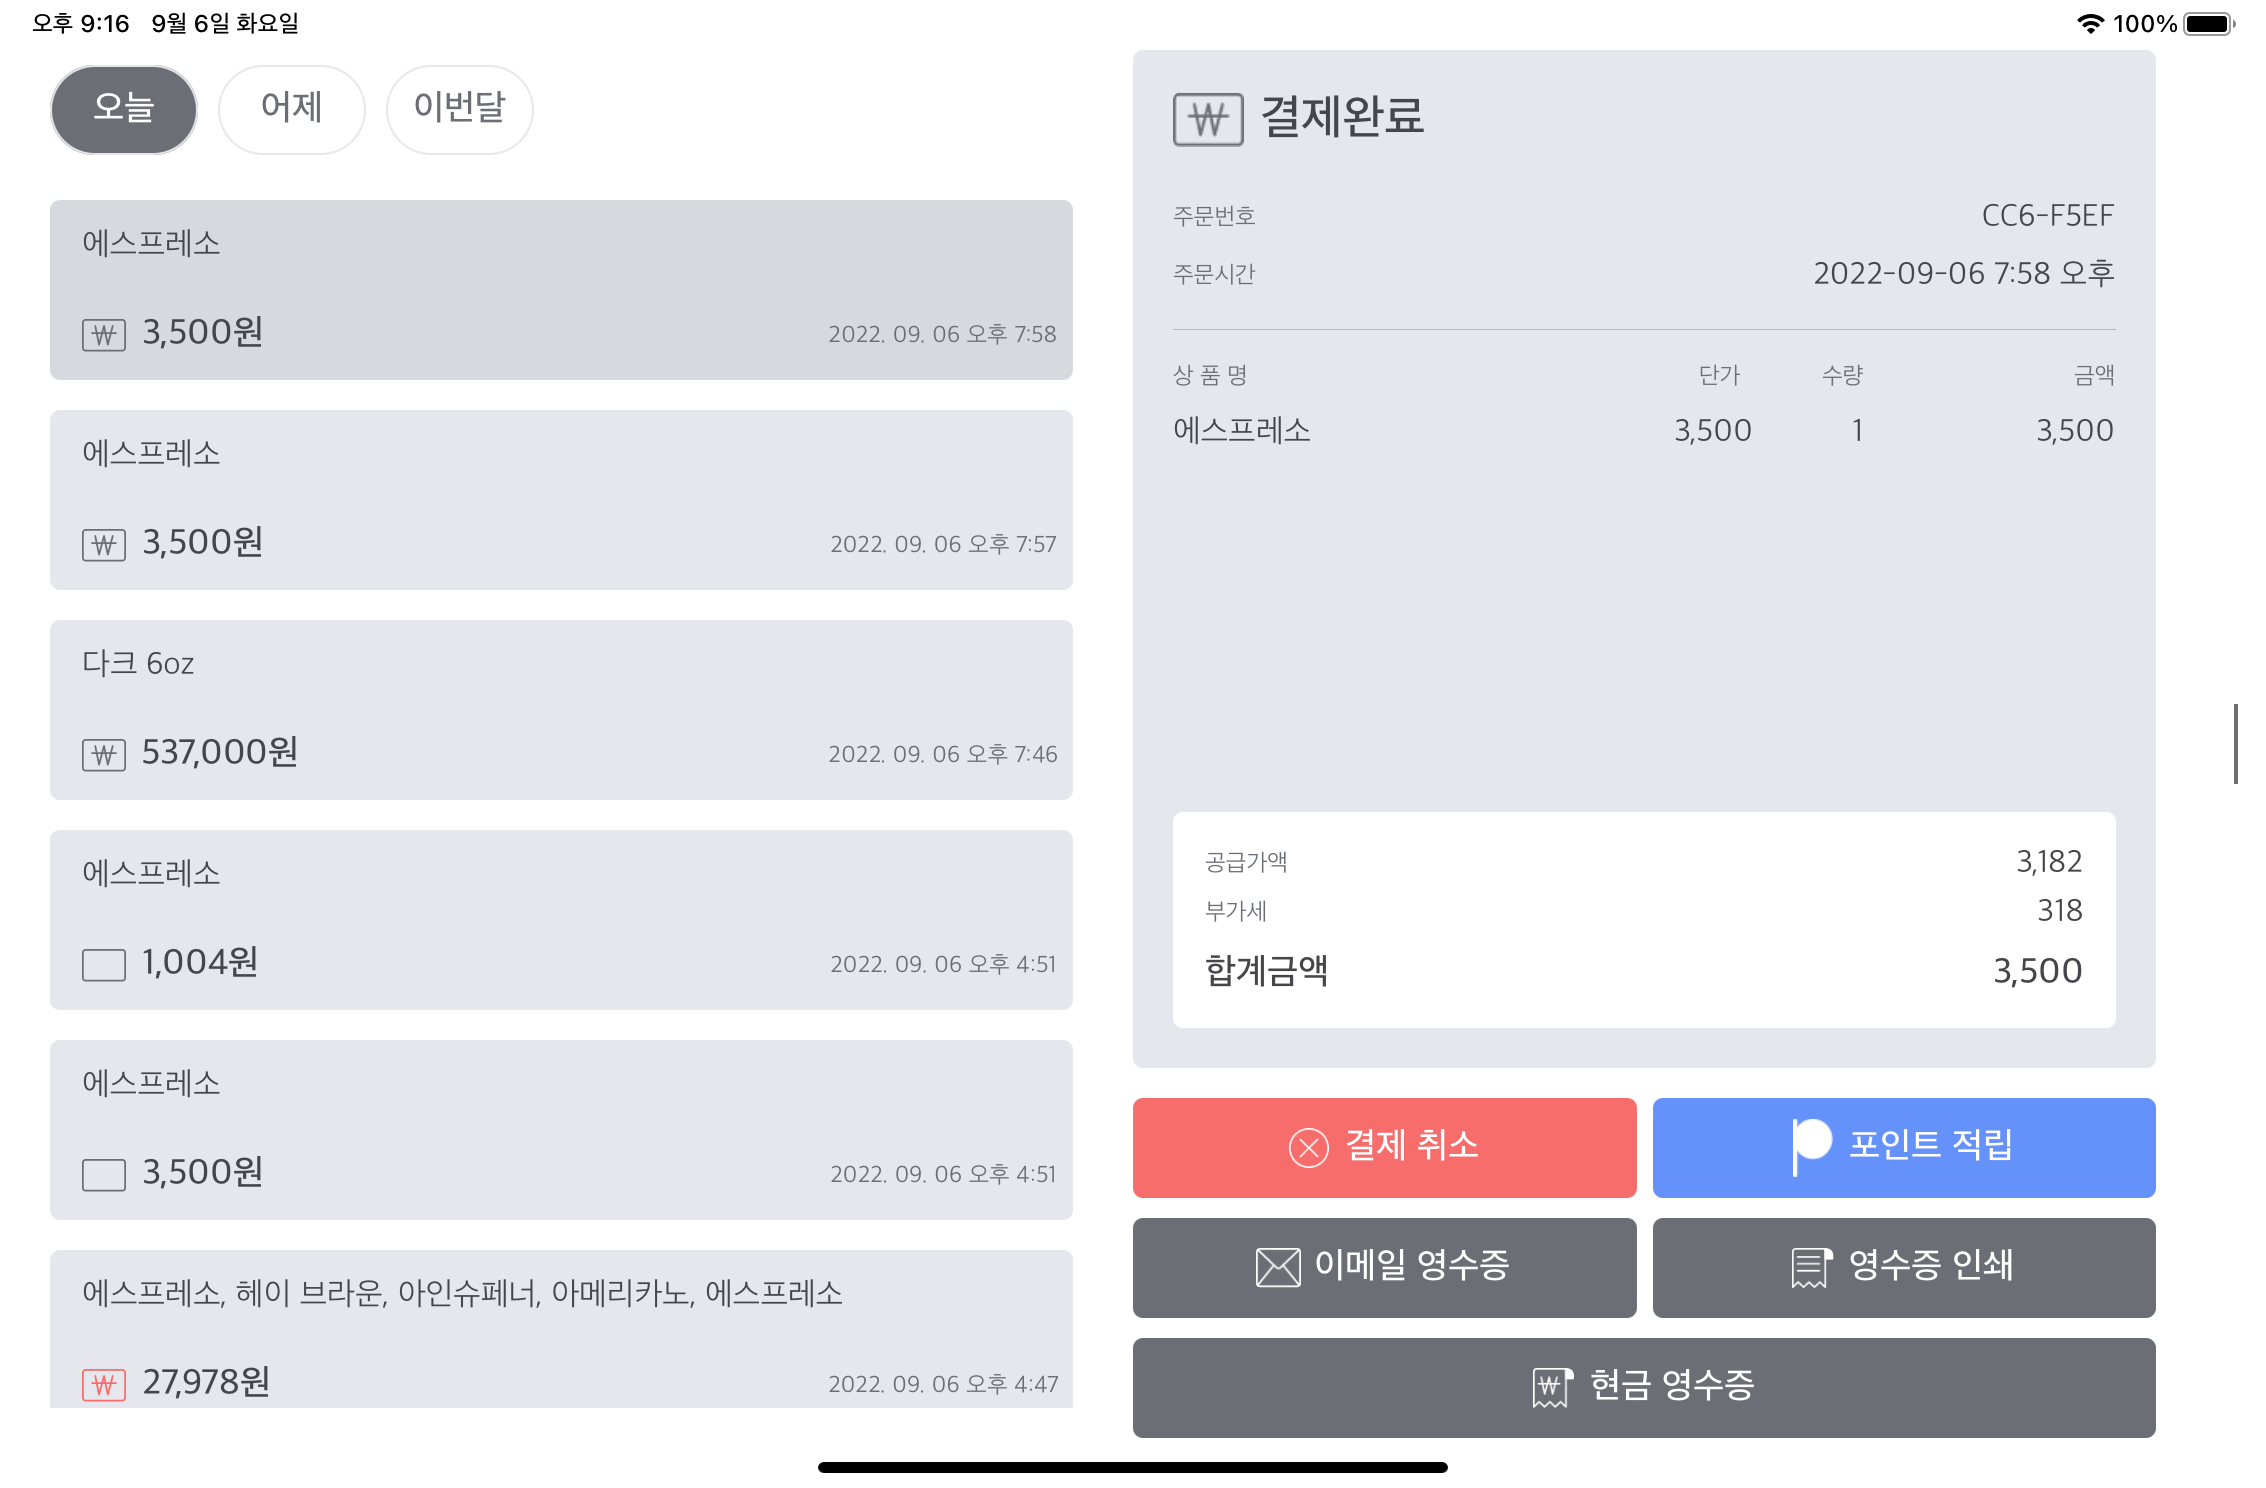 오후 9:16 9월 6일 화요일
100%
오늘 어제 이번달
에스프레소
₩ 3,500원 2022. 09. 06 오후 7:58
에스프레소
₩ 3,500원 2022. 09. 06 오후 7:57
다크 6oz
₩ 537,000원 2022. 09. 06 오후 7:46
에스프레소
1,004원 2022. 09. 06 오후 4:51
에스프레소
3,500원 2022. 09. 06 오후 4:51
에스프레소, 헤이 브라운, 아인슈페너, 아메리카노, 에스프레소
₩ 27,978원 2022. 09. 06 오후 4:47
₩ 결제완료
주문번호 CC6-F5EF
주문시간 2022-09-06 7:58 오후
상 품 명 단가 수량 금액
에스프레소 3,500 1 3,500
공급가액 3,182
부가세 318
합계금액 3,500
결제 취소 포인트 적립
이메일 영수증 영수증 인쇄
₩ 현금 영수증